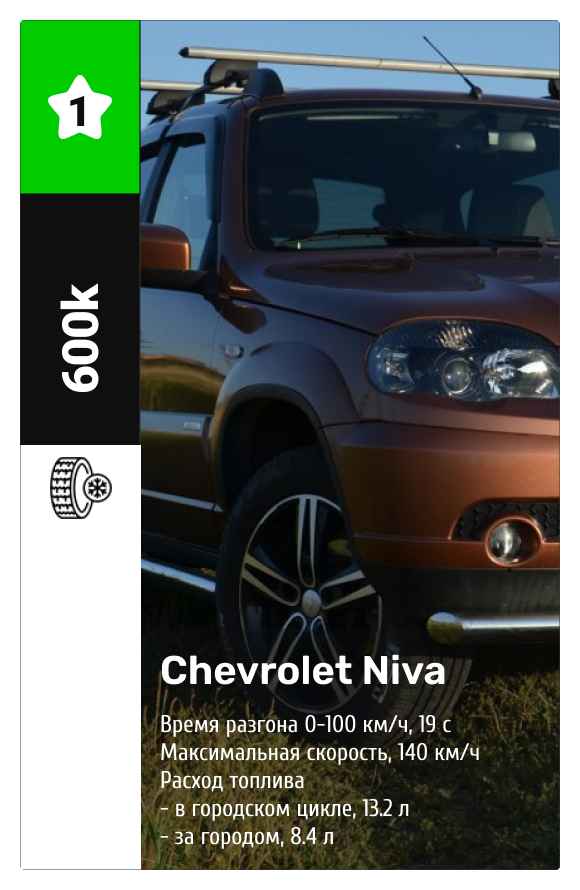 1
600k
Chevrolet Niva
Время разгона 0-100 км/ч, 19 с
Максимальная скорость, 140 км/ч
Расход топлива
- в городском цикле, 13.2 л
- за городом, 8.4 л